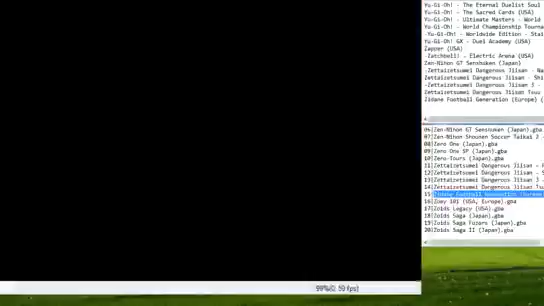 Yu-Gi-Oh! - The Eternal Duelist Soul
Yu-Gi-Oh! - The Sacred Cards (USA)
Yu-Gi-Oh! - Ultimate Masters - World
Yu-Gi-Oh! - World Championship Tourna
-Yu-Gi-Oh! - Worldwide Edition - Stai
Yu-Gi-Oh! GX - Duel Academy (USA)
Zapper (USA)
-Zatchbell! - Electric Arena (USA)
Zen-Nihon GT Senshuken (Japan)
-Zettaizetsumei Dangerous Jiisan - Na
Zettaizetsumei Dangerous Jiisan - Shi
-Zettaizetsumei Dangerous Jiisan 3 -
Zettaizetsumei Dangerous Jiisan Tsuu
Zidane Football Generation (Europe) (
06|Zen-Nihon GT Senshuken (Japan).gba
07|Zen-Nihon Shounen Soccer Taikai 2 -
08|Zero One (Japan).gba
09|Zero One SP (Japan).gba
10|Zero-Tours (Japan).gba
11|Zettaizetsumei Dangerous Jiisan -
12|Zettaizetsumei Dangerous Jiisan - S
13|Zettaizetsumei Dangerous Jiisan 3 -
14|Zettaizetsumei Dangerous Jiisan Tsu
15|Zidane Football Generation (Europe
16|Zoey 101 (USA, Europe).gba
17|Zoids Legacy (USA).gba
18|Zoids Saga (Japan).gba
19|Zoids Saga Fuzors (Japan).gba
20|Zoids Saga II (Japan).gba